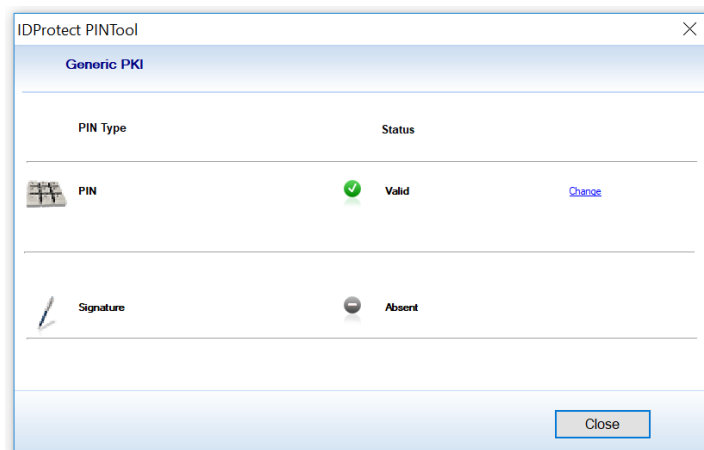 IDProtect PINTool
Generic PKI
PIN Type Status
PIN Valid Change
Signature Absent
Close